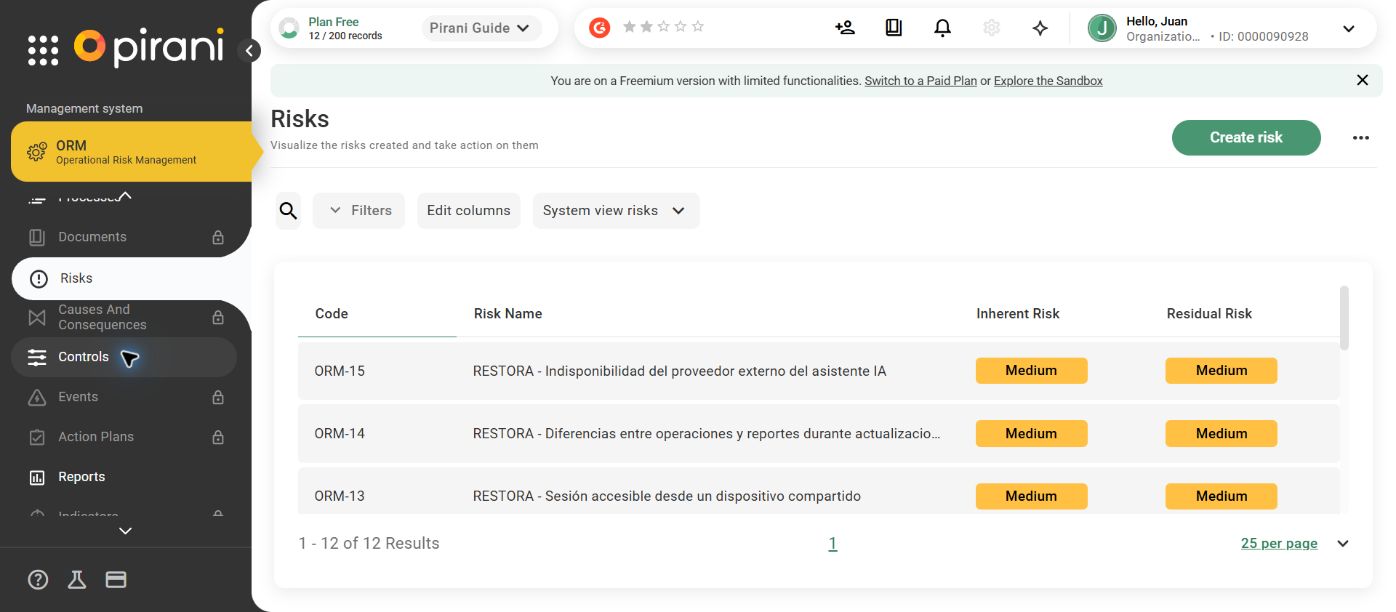 pirani
Plan Free
12 / 200 records
Pirani Guide
Hello, Juan
Organizatio... • ID: 0000090928
You are on a Freemium version with limited functionalities. Switch to a Paid Plan or Explore the Sandbox
Management system
ORM
Operational Risk Management
Processes
Documents
Risks
Causes And
Consequences
Controls
Events
Action Plans
Reports
Indicators
Risks
Visualize the risks created and take action on them
Create risk
Filters
Edit columns
System view risks
Code Risk Name Inherent Risk Residual Risk
ORM-15 RESTORA - Indisponibilidad del proveedor externo del asistente IA Medium Medium
ORM-14 RESTORA - Diferencias entre operaciones y reportes durante actualizacio... Medium Medium
ORM-13 RESTORA - Sesión accesible desde un dispositivo compartido Medium Medium
1 - 12 of 12 Results
1
25 per page